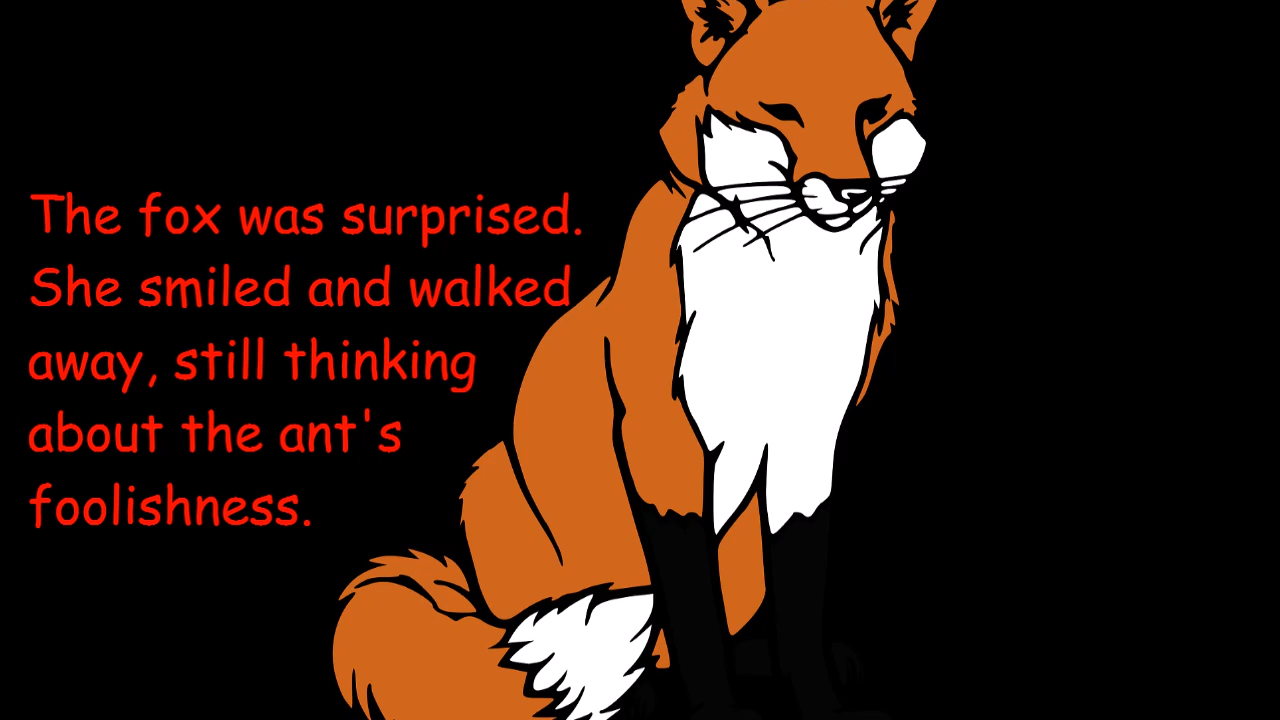 The fox was surprised.
She smiled and walked
away, still thinking
about the ant's
foolishness.